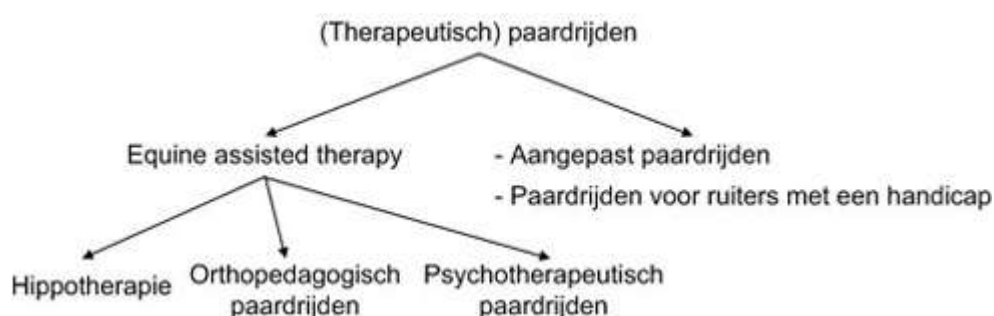 (Therapeutisch) paardrijden
Equine assisted therapy
- Aangepast paardrijden
- Paardrijden voor ruiters met een handicap
Hippotherapie
Orthopedagogisch
paardrijden
Psychotherapeutisch
paardrijden